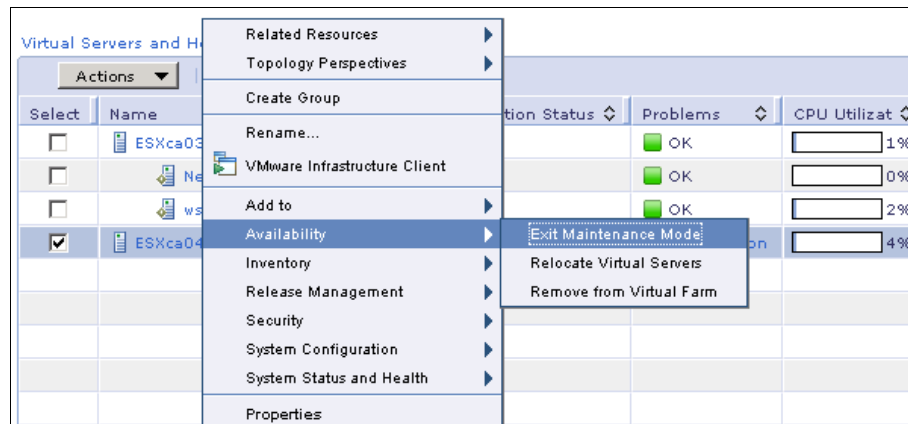 Virtual Servers and H
Actions
Select Name tion Status Problems CPU Utilizat
ESXca03 OK 1%
Ne OK 0%
ws OK 2%
ESXca04 on 4%
Related Resources
Topology Perspectives
Create Group
Rename...
VMware Infrastructure Client
Add to
Availability
Inventory
Release Management
Security
System Configuration
System Status and Health
Properties
Exit Maintenance Mode
Relocate Virtual Servers
Remove from Virtual Farm